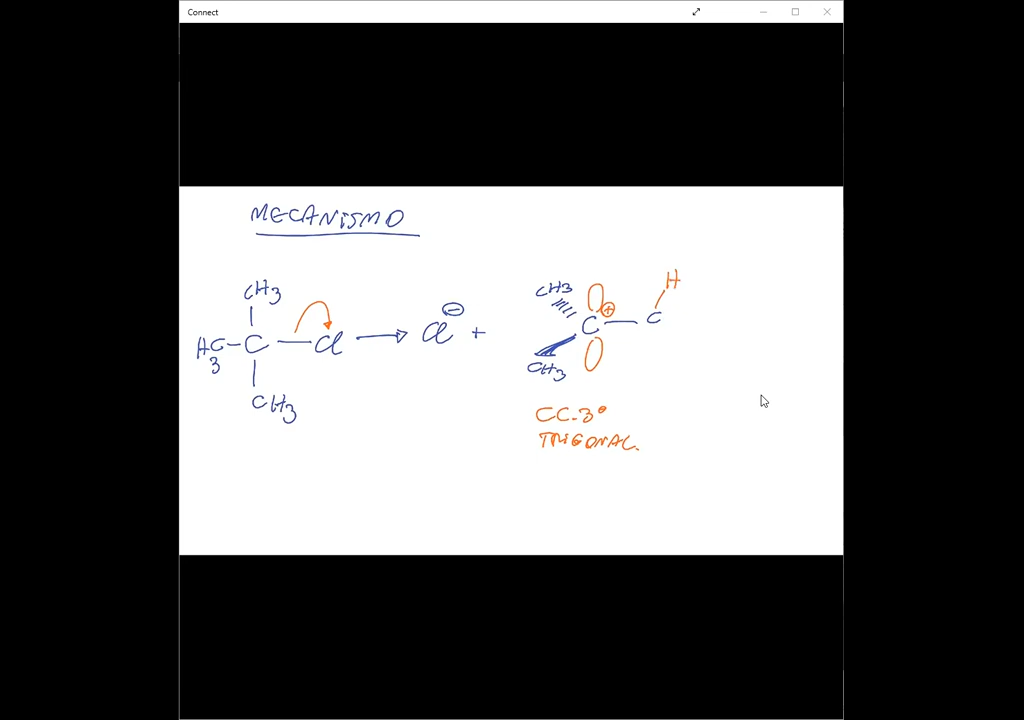 Connect
MECANISMO
CH3
H3C-C-Cl → Cl⊖ +
CH3
H
CH3
C⊕-C
CH3
CC.3°
TRIGONAL.